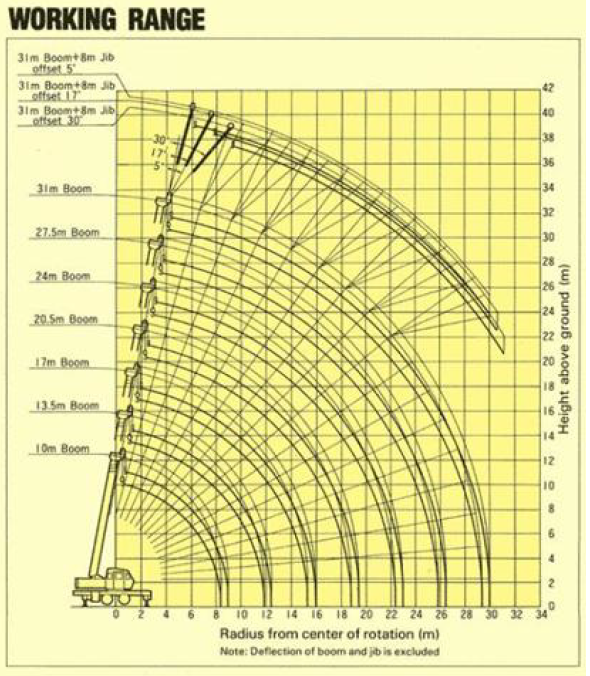 WORKING RANGE
31m Boom+8m Jib
offset 5°
31m Boom+8m Jib
offset 17°
31m Boom+8m Jib
offset 30°
30°
17°
5°
31m Boom
27.5m Boom
24m Boom
20.5m Boom
17m Boom
13.5m Boom
10m Boom
42
40
38
36
34
32
30
28
26
24
22
20
18
16
14
12
10
8
6
4
2
0
Height above ground (m)
0 2 4 6 8 10 12 14 16 18 20 22 24 26 28 30 32 34
Radius from center of rotation (m)
Note: Deflection of boom and jib is excluded